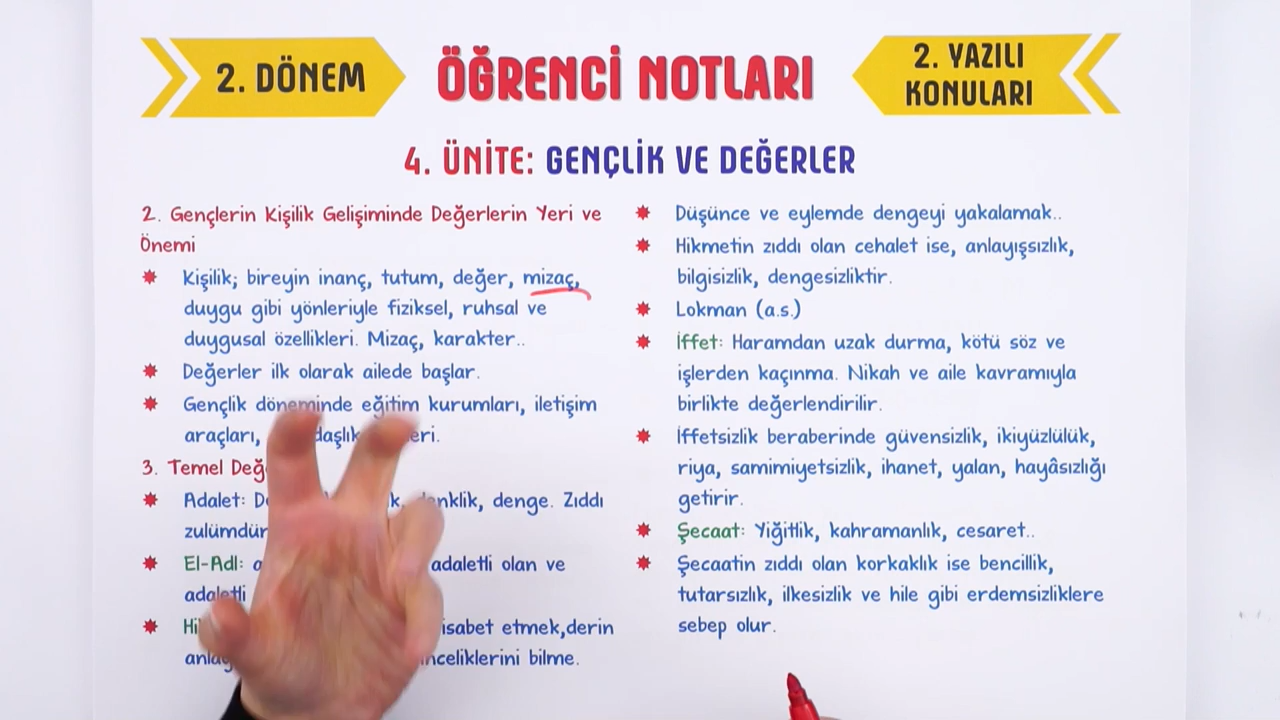 2. DÖNEM
ÖĞRENCİ NOTLARI
2. YAZILI
KONULARI
4. ÜNİTE: GENÇLİK VE DEĞERLER
2. Gençlerin Kişilik Gelişiminde Değerlerin Yeri ve
Önemi
Kişilik; bireyin inanç, tutum, değer, mizaç,
duygu gibi yönleriyle fiziksel, ruhsal ve
duygusal özellikleri. Mizaç, karakter..
Değerler ilk olarak ailede başlar.
Gençlik döneminde eğitim kurumları, iletişim
araçları,
3. Temel
Adalet: denklik, denge. Zıddı
zulümdür
El-Adl: adaletli olan ve
adaletli
isabet etmek,derin
inceliklerini bilme.
Düşünce ve eylemde dengeyi yakalamak..
Hikmetin zıddı olan cehalet ise, anlayışsızlık,
bilgisizlik, dengesizliktir.
Lokman (a.s.)
İffet: Haramdan uzak durma, kötü söz ve
işlerden kaçınma. Nikah ve aile kavramıyla
birlikte değerlendirilir.
İffetsizlik beraberinde güvensizlik, ikiyüzlülük,
riya, samimiyetsizlik, ihanet, yalan, hayâsızlığı
getirir.
Şecaat: Yiğitlik, kahramanlık, cesaret..
Şecaatin zıddı olan korkaklık ise bencillik,
tutarsızlık, ilkesizlik ve hile gibi erdemsizliklere
sebep olur.